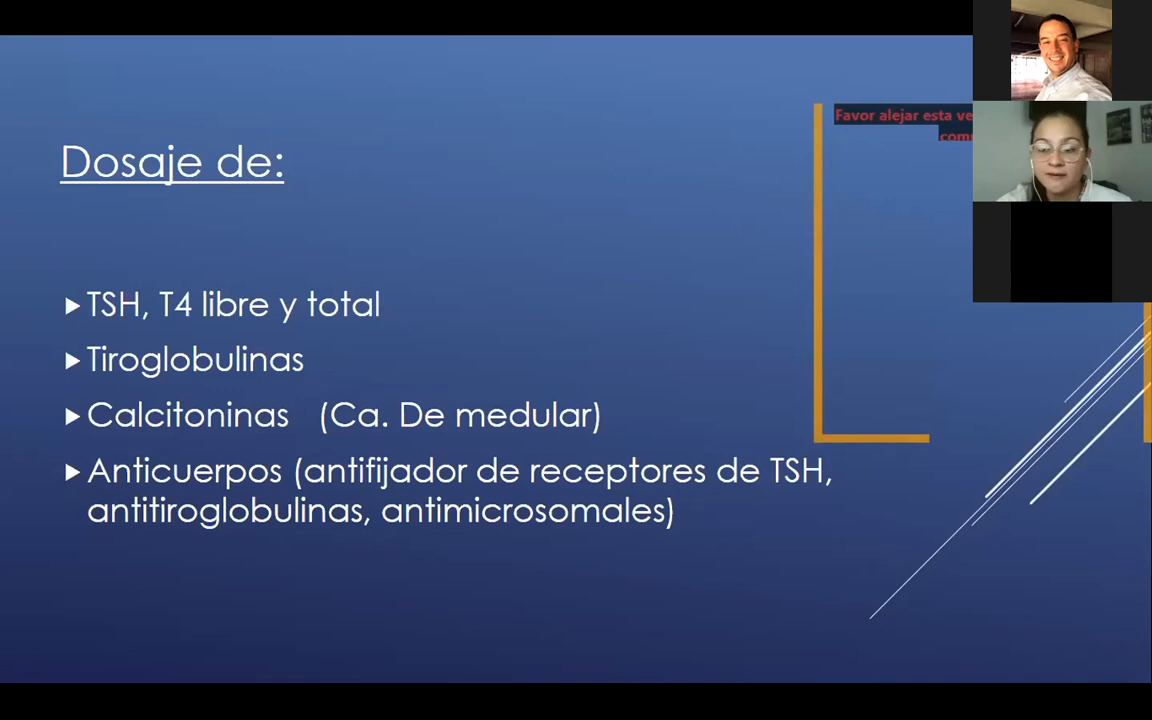 Favor alejar esta
Dosaje de:
TSH, T4 libre y total
Tiroglobulinas
Calcitoninas (Ca. De medular)
Anticuerpos (antifijador de receptores de TSH,
antitiroglobulinas, antimicrosomales)